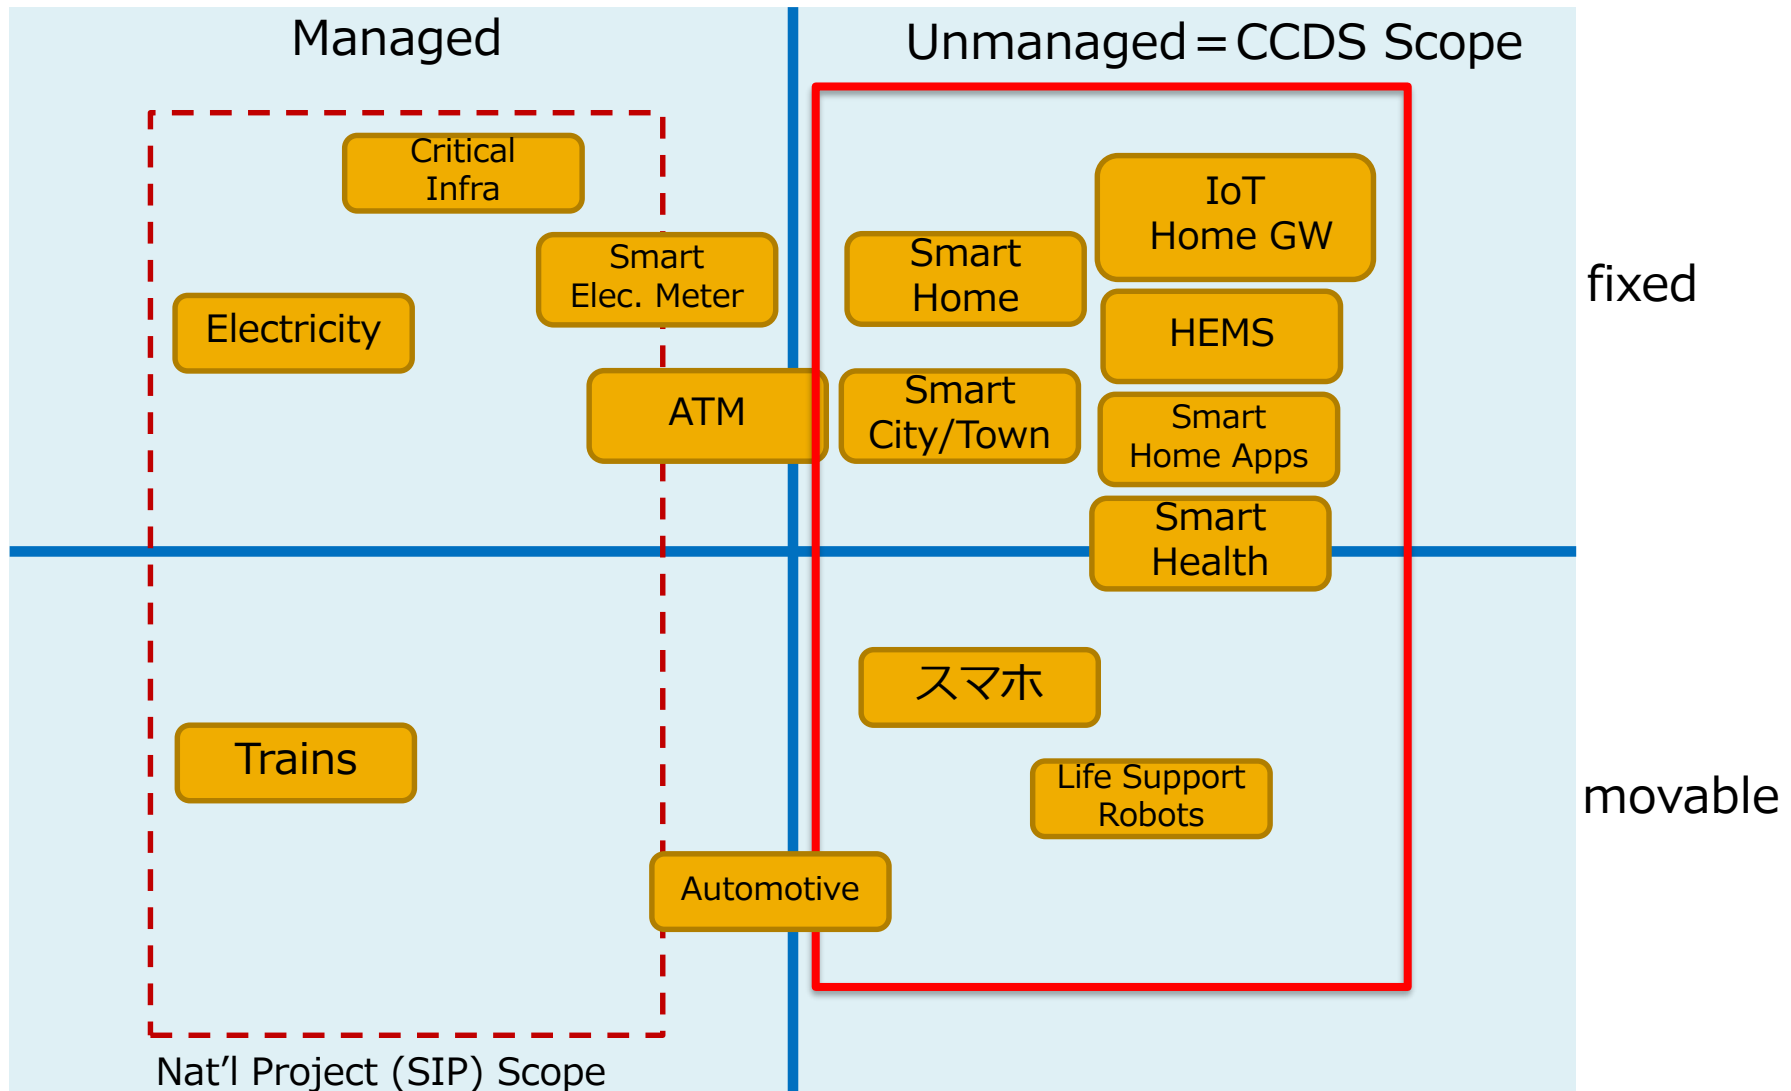 Managed
Unmanaged=CCDS Scope
Critical
Infra
Smart
Elec. Meter
Electricity
ATM
Smart
Home
IoT
Home GW
HEMS
Smart
City/Town
Smart
Home Apps
Smart
Health
fixed
スマホ
Trains
Life Support
Robots
Automotive
movable
Nat’l Project (SIP) Scope